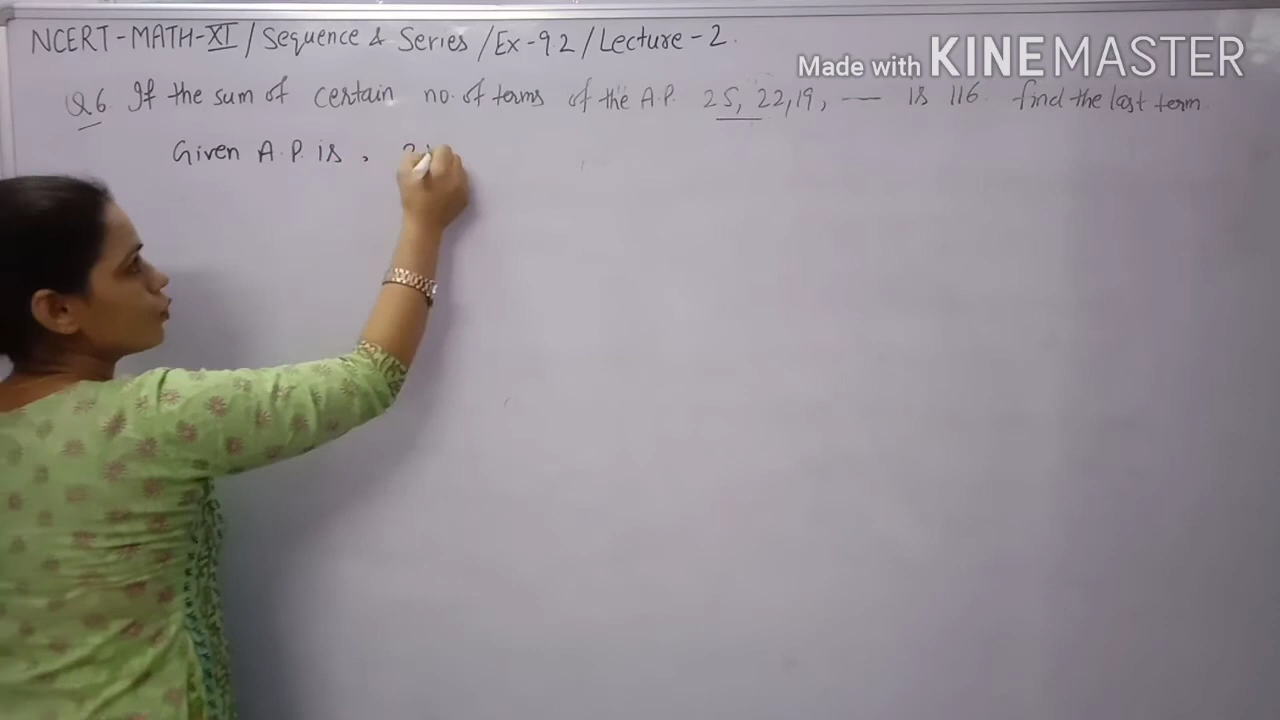 NCERT-MATH-XI / Sequence & Series / Ex-9.2 / Lecture-2.
Made with KINEMASTER
Q6. If the sum of certain no. of terms of the A.P. 25, 22, 19, — is 116. find the last term
Given A.P. is,